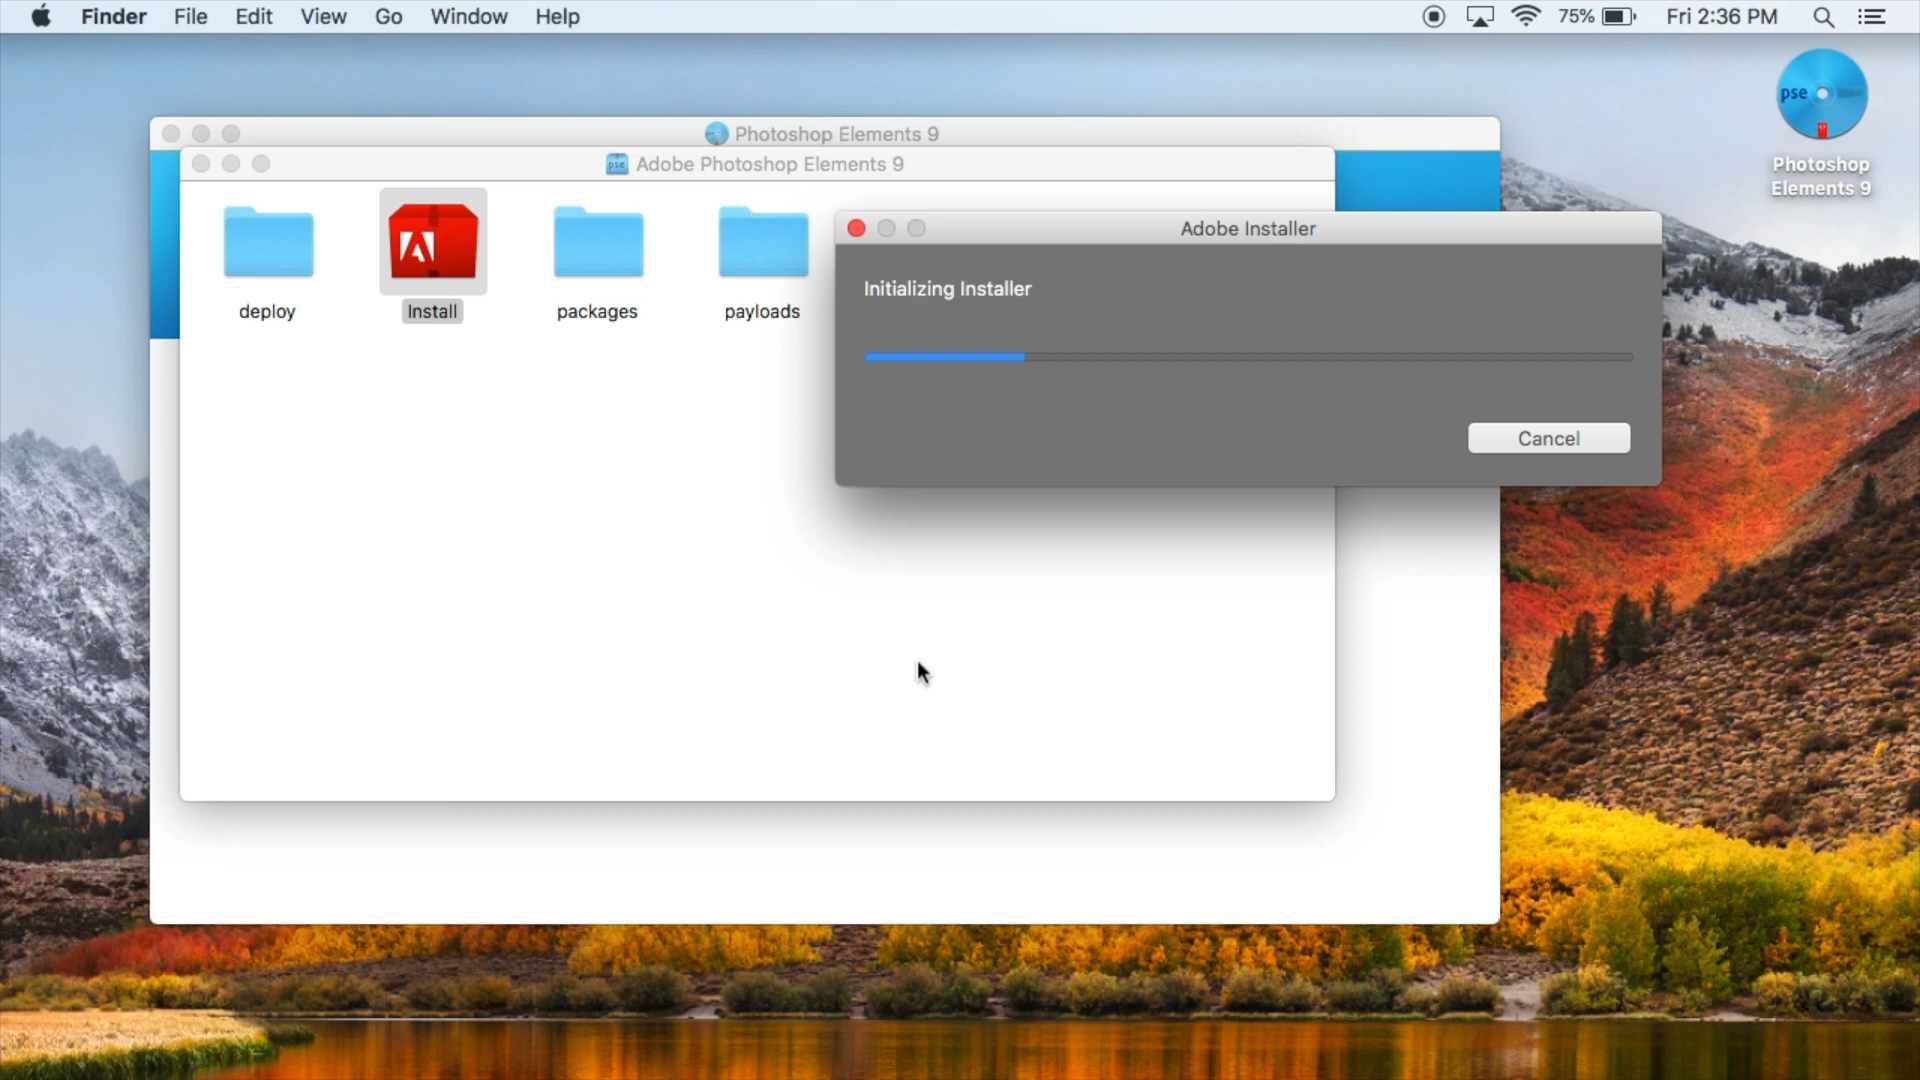 Finder File Edit View Go Window Help 75% Fri 2:36 PM
pse
Photoshop
Elements 9
Photoshop Elements 9
pse Adobe Photoshop Elements 9
deploy Install packages payloads
Adobe Installer
Initializing Installer
Cancel